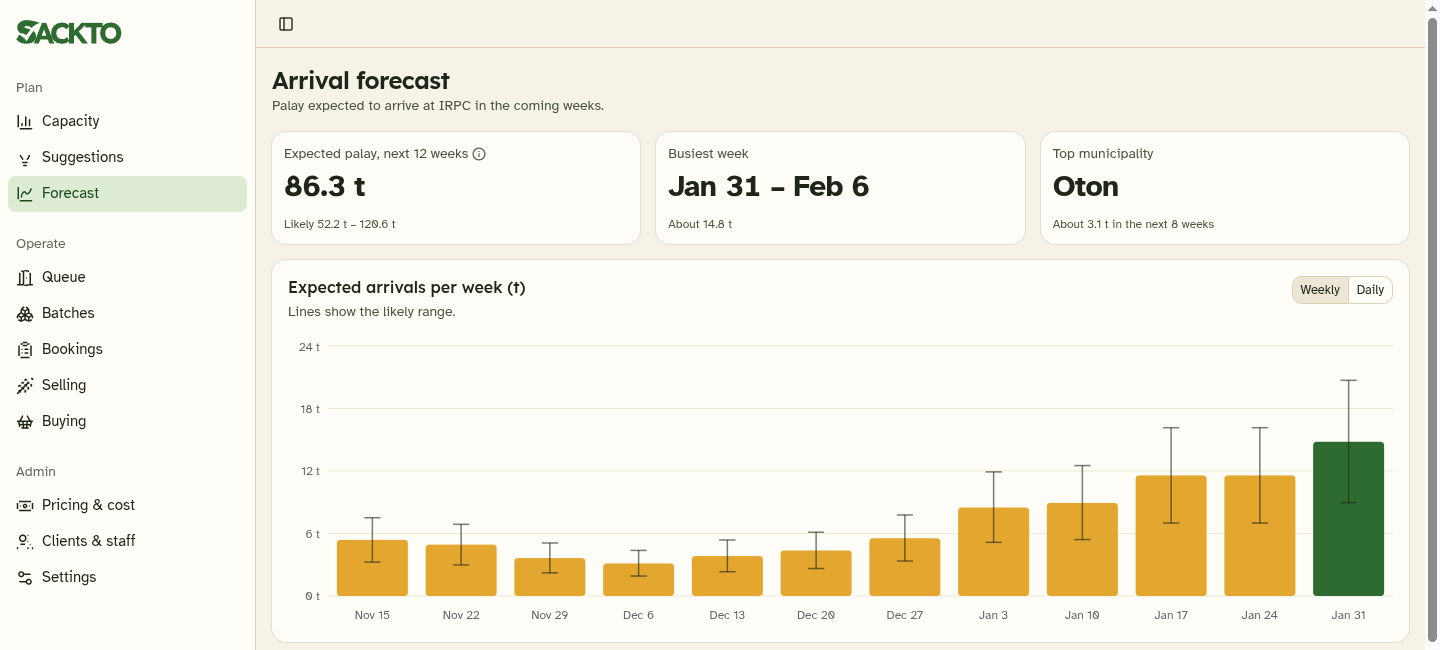 SACKTO
Plan
Capacity
Suggestions
Forecast
Operate
Queue
Batches
Bookings
Selling
Buying
Admin
Pricing & cost
Clients & staff
Settings
Arrival forecast
Palay expected to arrive at IRPC in the coming weeks.
Expected palay, next 12 weeks
86.3 t
Likely 52.2 t – 120.6 t
Busiest week
Jan 31 – Feb 6
About 14.8 t
Top municipality
Oton
About 3.1 t in the next 8 weeks
Expected arrivals per week (t)
Lines show the likely range.
Weekly Daily
24 t
18 t
12 t
6 t
0 t
Nov 15 Nov 22 Nov 29 Dec 6 Dec 13 Dec 20 Dec 27 Jan 3 Jan 10 Jan 17 Jan 24 Jan 31